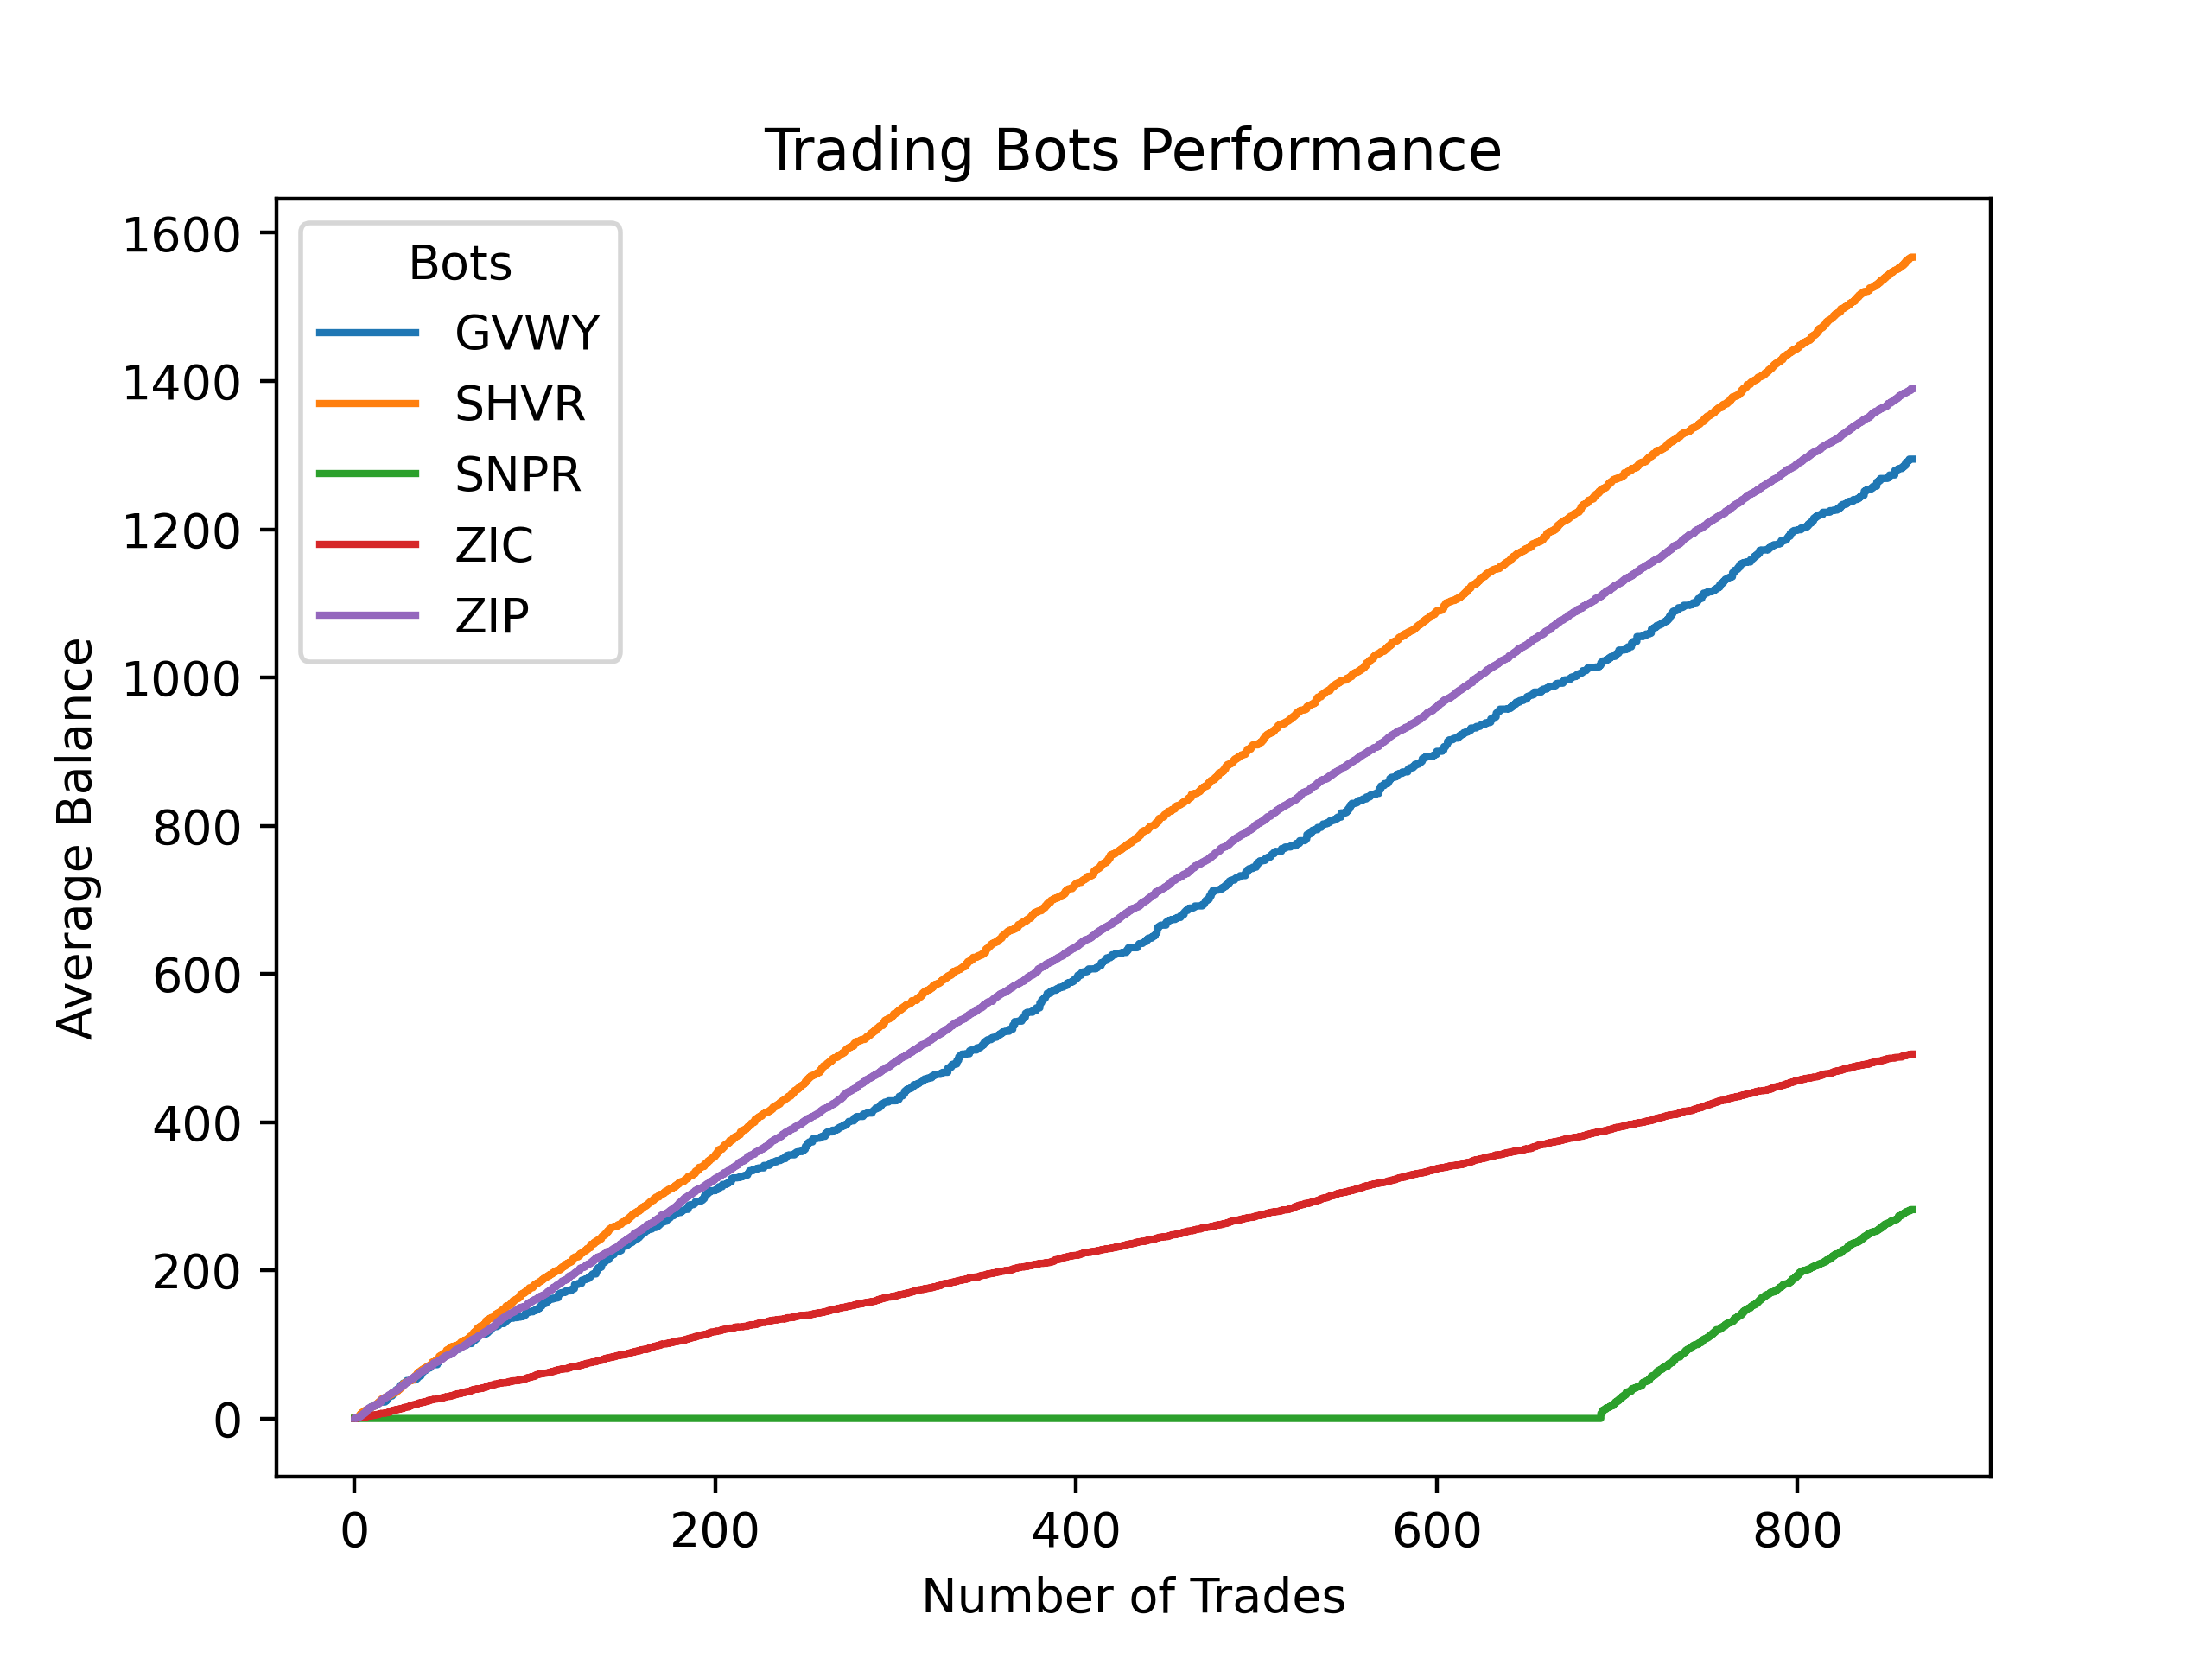 Trading Bots Performance
1600
1400
1200
1000
800
600
400
200
0
Average Balance
Bots
GVWY
SHVR
SNPR
ZIC
ZIP
0 200 400 600 800
Number of Trades